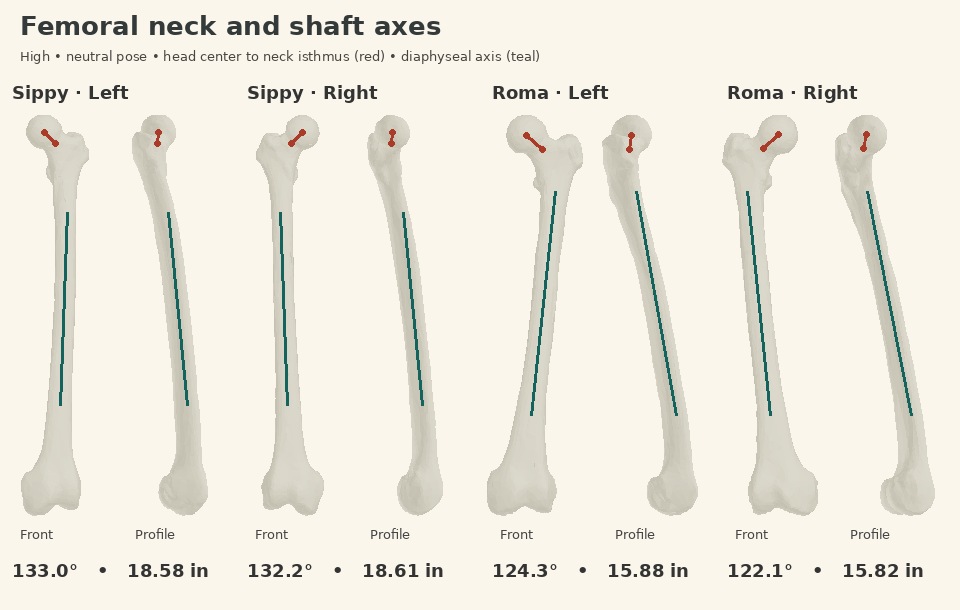 Femoral neck and shaft axes
High • neutral pose • head center to neck isthmus (red) • diaphyseal axis (teal)
Sippy · Left
Sippy · Right
Roma · Left
Roma · Right
Front Profile Front Profile Front Profile Front Profile
133.0° • 18.58 in
132.2° • 18.61 in
124.3° • 15.88 in
122.1° • 15.82 in